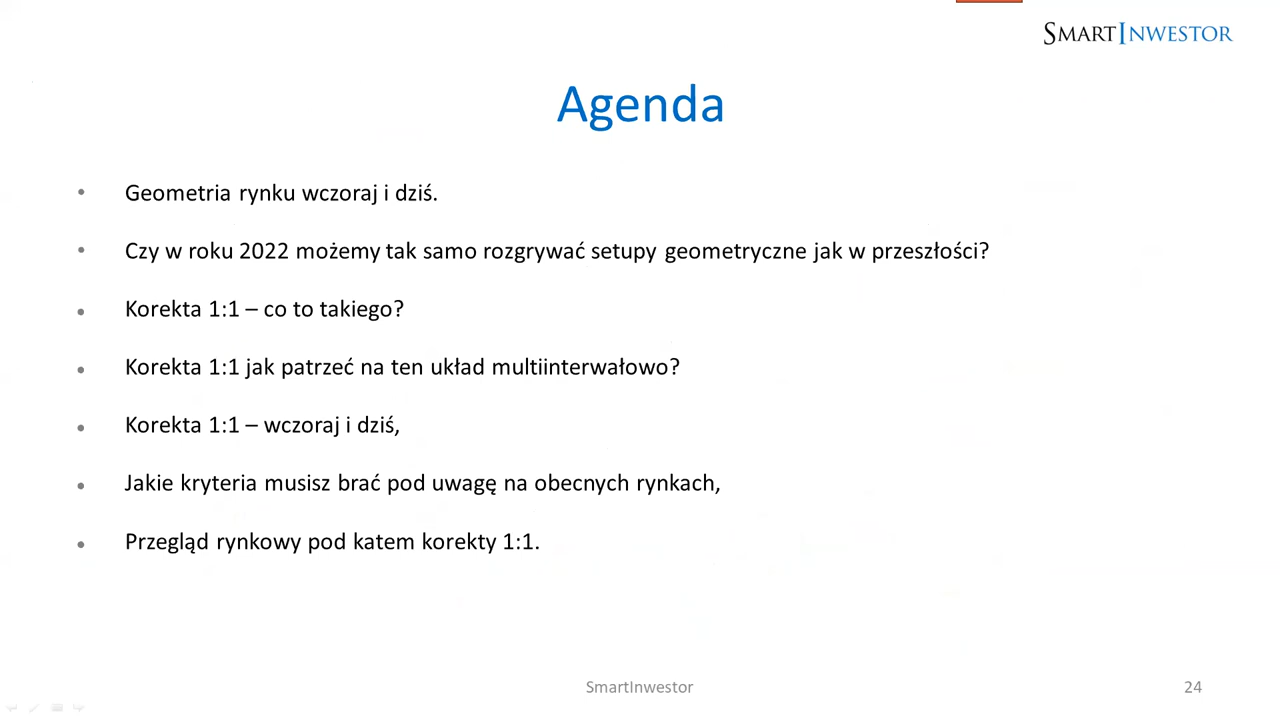 SMARTINWESTOR
Agenda
• Geometria rynku wczoraj i dziś.
• Czy w roku 2022 możemy tak samo rozgrywać setupy geometryczne jak w przeszłości?
• Korekta 1:1 – co to takiego?
• Korekta 1:1 jak patrzeć na ten układ multiinterwałowo?
• Korekta 1:1 – wczoraj i dziś,
• Jakie kryteria musisz brać pod uwagę na obecnych rynkach,
• Przegląd rynkowy pod katem korekty 1:1.
SmartInwestor
24